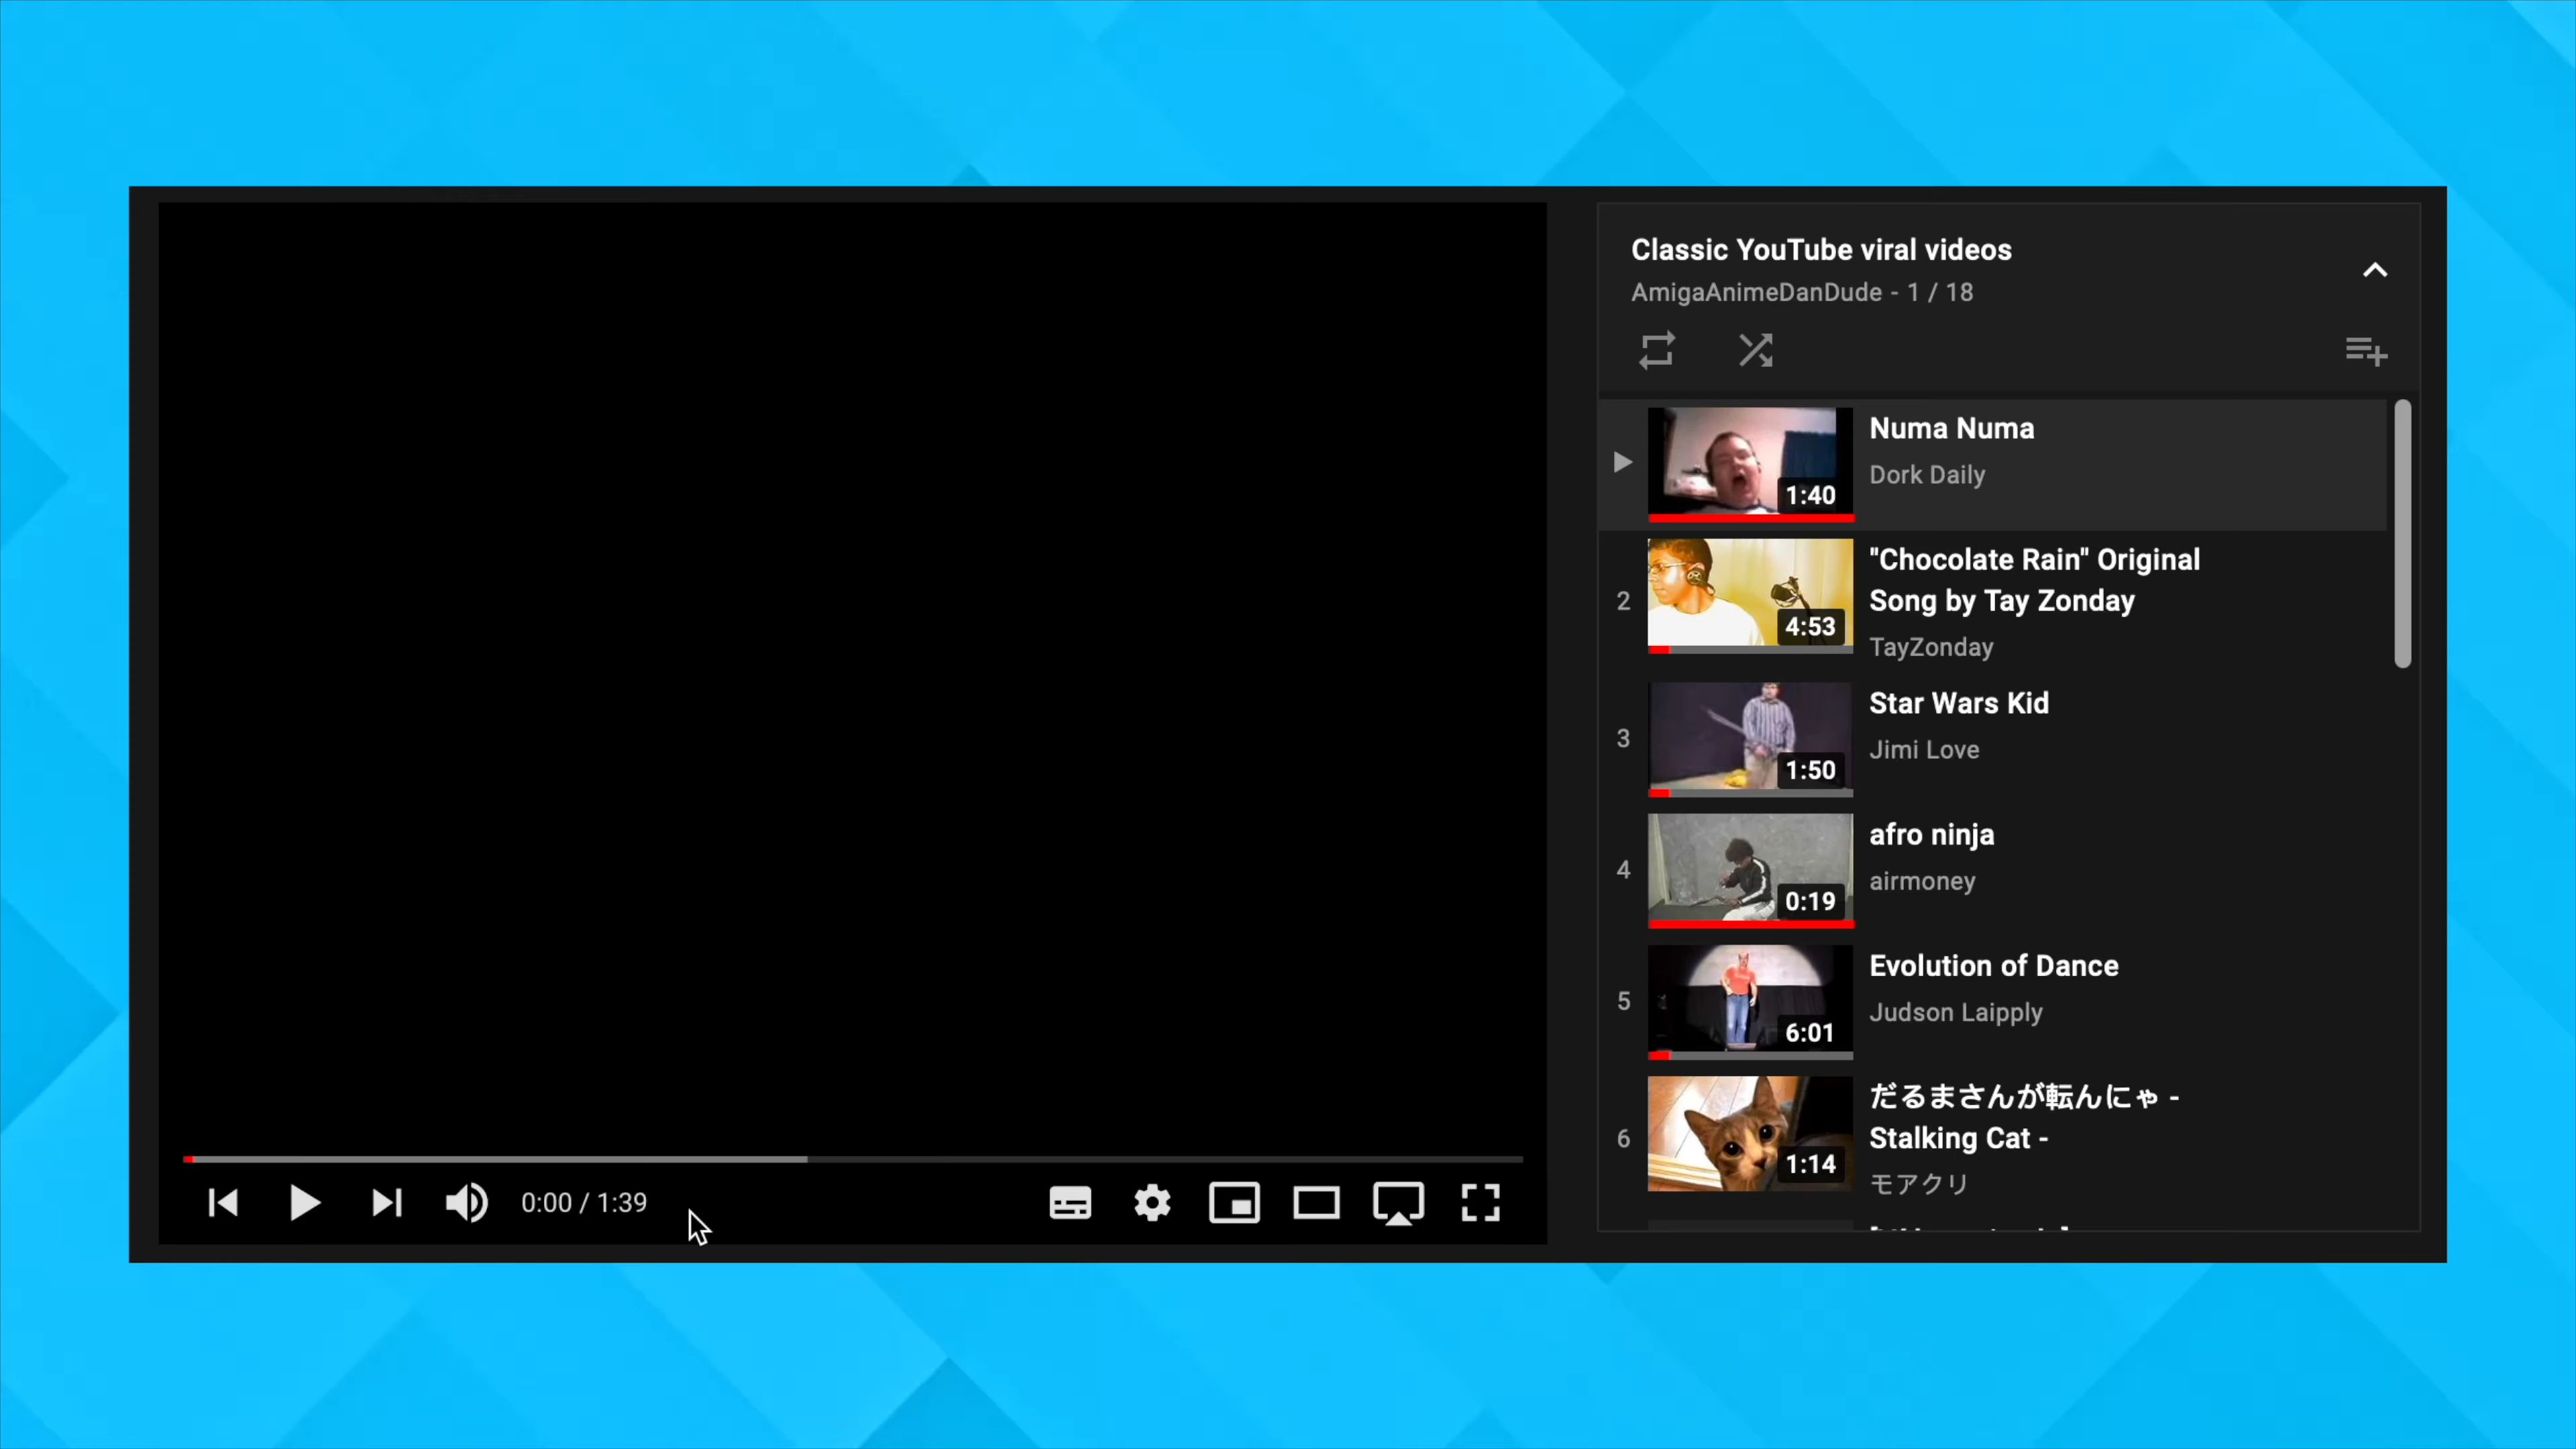 Classic YouTube viral videos
AmigaAnimeDanDude - 1 / 18
Numa Numa
Dork Daily
1:40
2
"Chocolate Rain" Original
Song by Tay Zonday
TayZonday
4:53
3
Star Wars Kid
Jimi Love
1:50
4
afro ninja
airmoney
0:19
5
Evolution of Dance
Judson Laipply
6:01
6
だるまさんが転んにゃ -
Stalking Cat -
モアクリ
1:14
0:00 / 1:39